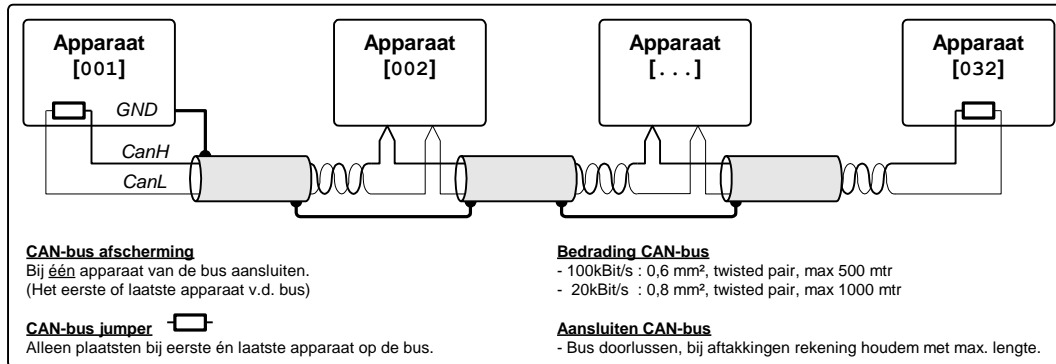 Apparaat
[001]
Apparaat
[002]
Apparaat
[...]
Apparaat
[032]
GND
CanH
CanL
CAN-bus afscherming
Bij één apparaat van de bus aansluiten.
(Het eerste of laatste apparaat v.d. bus)
CAN-bus jumper
Alleen plaatsten bij eerste én laatste apparaat op de bus.
Bedrading CAN-bus
- 100kBit/s : 0,6 mm², twisted pair, max 500 mtr
- 20kBit/s : 0,8 mm², twisted pair, max 1000 mtr
Aansluiten CAN-bus
- Bus doorlussen, bij aftakkingen rekening houdem met max. lengte.